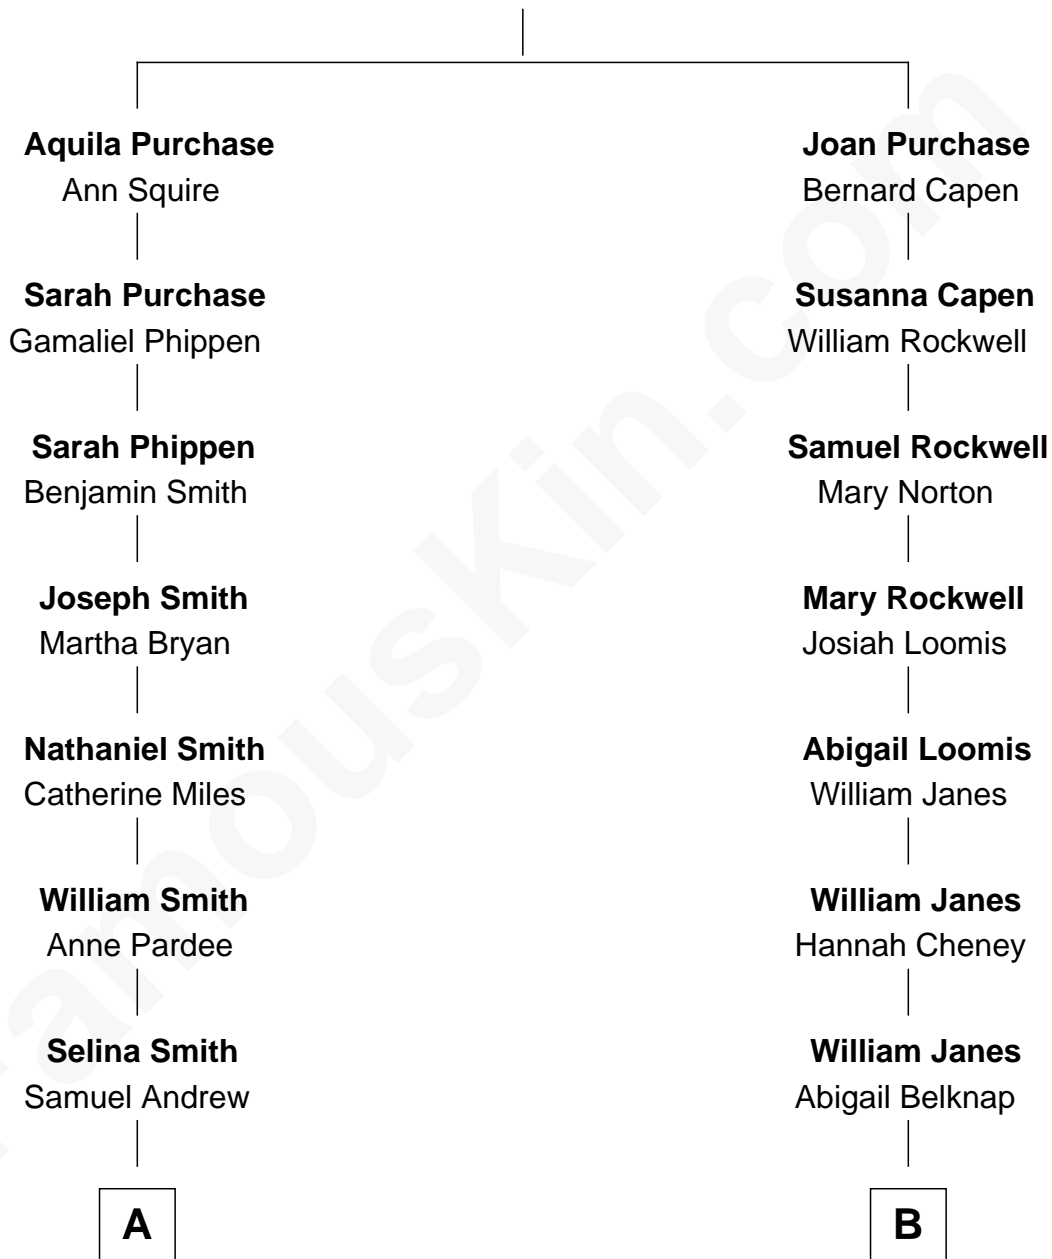 Aquila Purchase
Ann Squire
Joan Purchase
Bernard Capen
Sarah Purchase
Gamaliel Phippen
Susanna Capen
William Rockwell
Sarah Phippen
Benjamin Smith
Samuel Rockwell
Mary Norton
Joseph Smith
Martha Bryan
Mary Rockwell
Josiah Loomis
Nathaniel Smith
Catherine Miles
Abigail Loomis
William Janes
William Smith
Anne Pardee
William Janes
Hannah Cheney
Selina Smith
Samuel Andrew
William Janes
Abigail Belknap
A
B
FamousKin.com